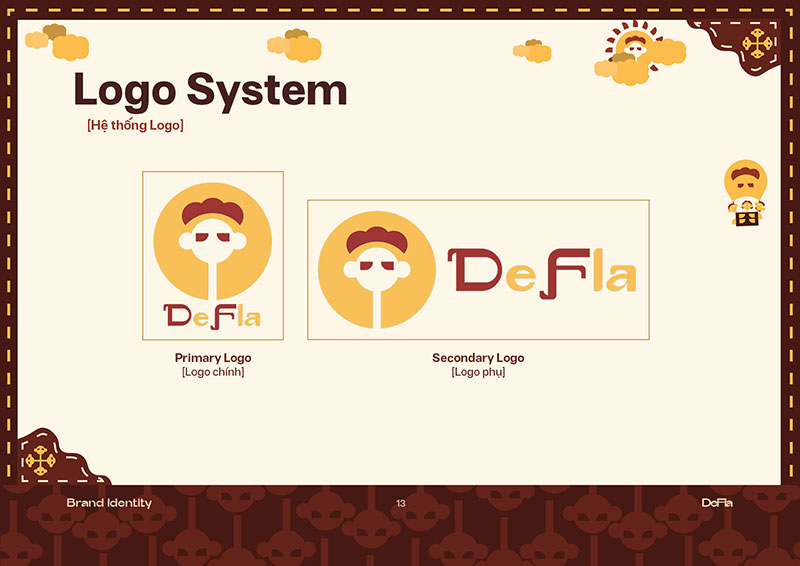 Logo System
[Hệ thống Logo]
DeFla
DeFla
Primary Logo
[Logo chính]
Secondary Logo
[Logo phụ]
Brand Identity
13
DeFla